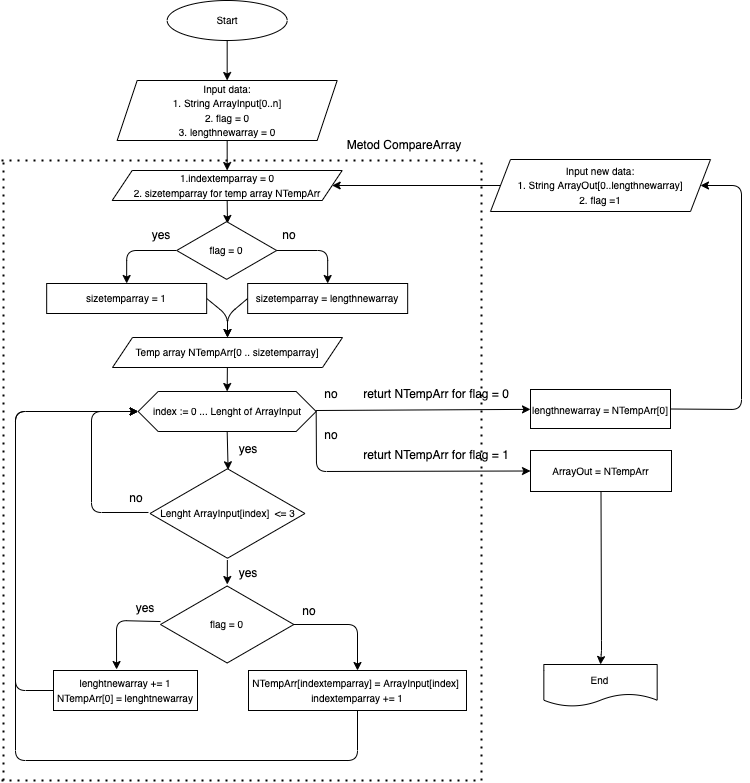 Start
Input data:
1. String ArrayInput[0..n]
2. flag = 0
3. lengthnewarray = 0
Metod CompareArray
1.indextemparray = 0
2. sizetemparray for temp array NTempArr
Input new data:
1. String ArrayOut[0..lengthnewarray]
2. flag =1
yes
flag = 0
no
sizetemparray = 1
sizetemparray = lengthnewarray
Temp array NTempArr[0 .. sizetemparray]
index := 0 ... Lenght of ArrayInput
no
returt NTempArr for flag = 0
lengthnewarray = NTempArr[0]
no
returt NTempArr for flag = 1
ArrayOut = NTempArr
yes
no
Lenght ArrayInput[index] <= 3
yes
yes
flag = 0
no
lenghtnewarray += 1
NTempArr[0] = lenghtnewarray
NTempArr[indextemparray] = ArrayInput[index]
indextemparray += 1
End